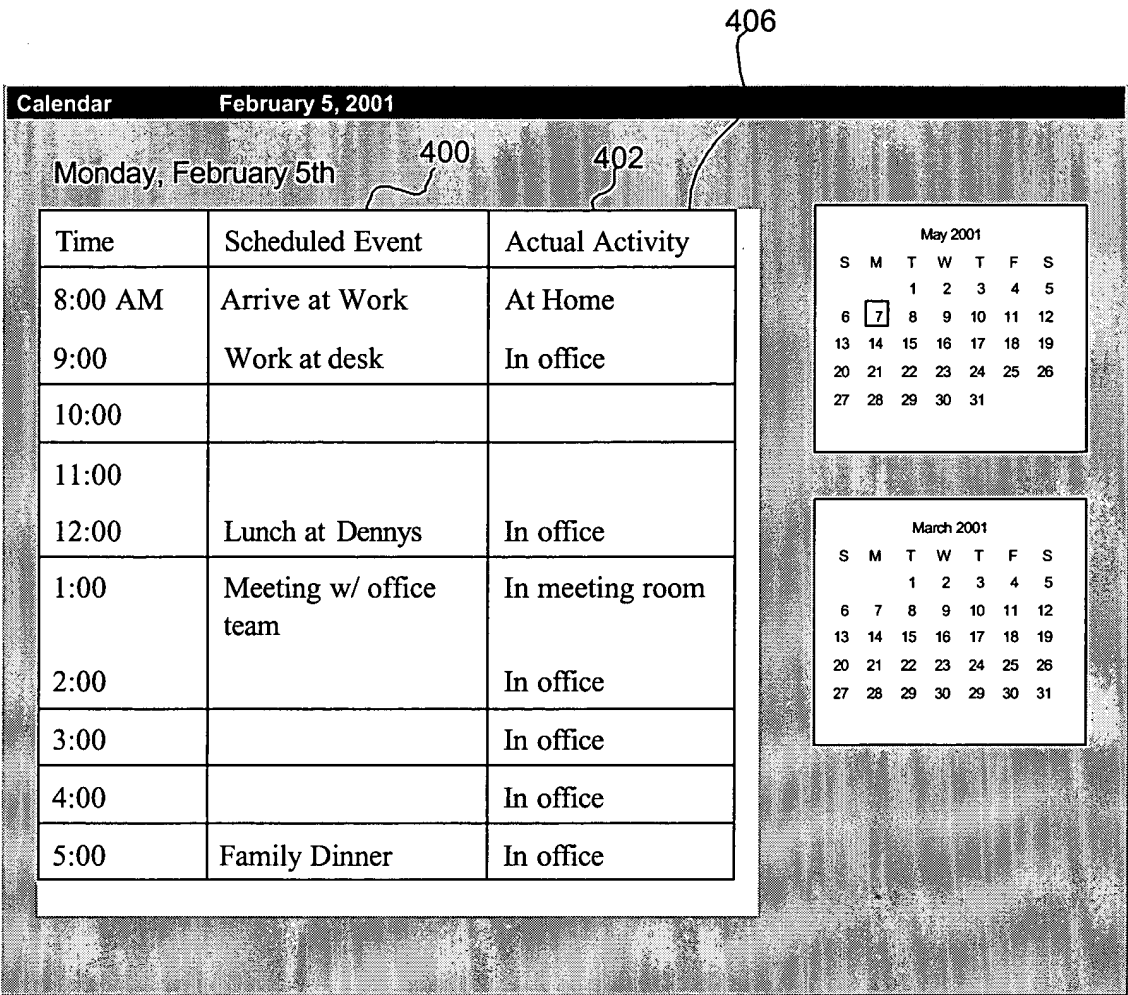 406
Calendar February 5, 2001
Monday, February 5th
400
402
Time Scheduled Event Actual Activity
8:00 AM Arrive at Work At Home
9:00 Work at desk In office
10:00
11:00
12:00 Lunch at Dennys In office
1:00 Meeting w/ office In meeting room
team
2:00 In office
3:00 In office
4:00 In office
5:00 Family Dinner In office
May 2001
S M T W T F S
1 2 3 4 5
6 7 8 9 10 11 12
13 14 15 16 17 18 19
20 21 22 23 24 25 26
27 28 29 30 31
March 2001
S M T W T F S
1 2 3 4 5
6 7 8 9 10 11 12
13 14 15 16 17 18 19
20 21 22 23 24 25 26
27 28 29 30 29 30 31